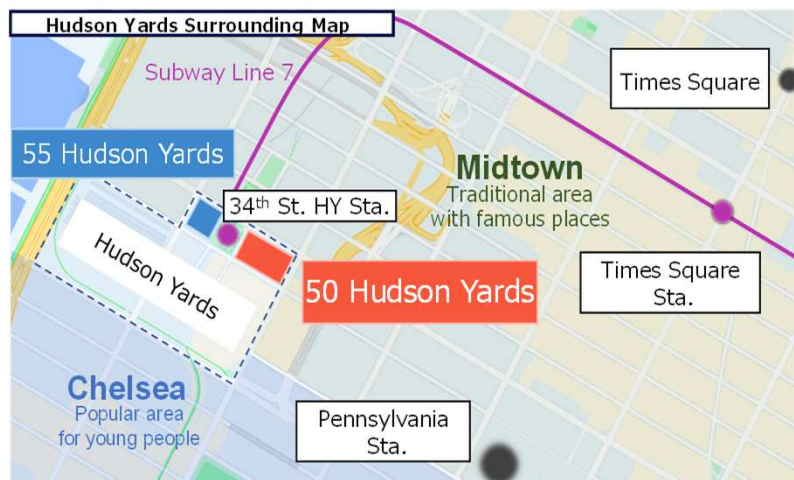 Hudson Yards Surrounding Map
Subway Line 7
Times Square
55 Hudson Yards
Midtown
Traditional area
with famous places
34th St. HY Sta.
Hudson Yards
50 Hudson Yards
Times Square
Sta.
Chelsea
Popular area
for young people
Pennsylvania
Sta.